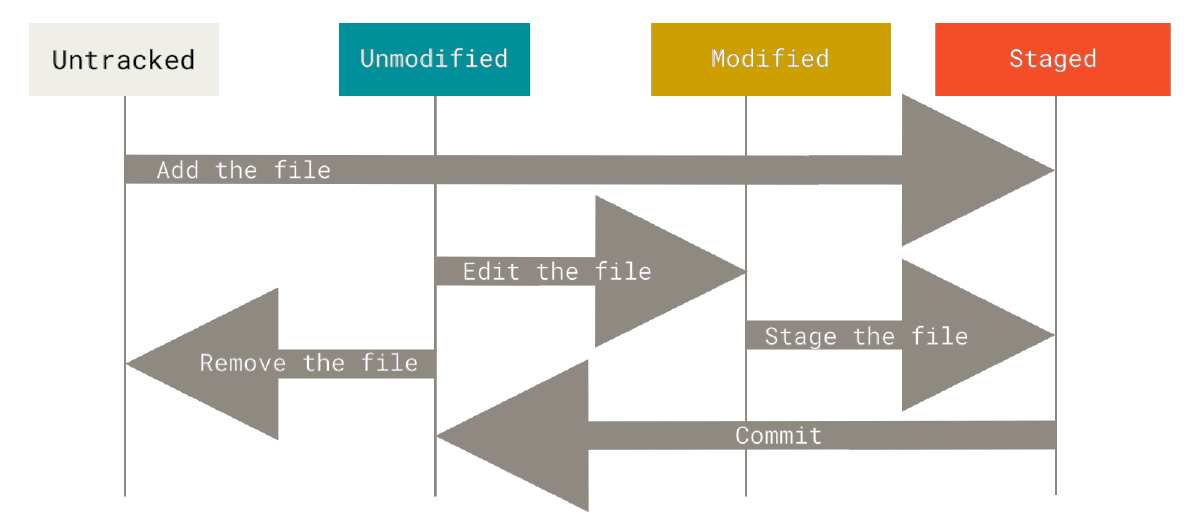 Untracked
Unmodified
Modified
Staged
Add the file
Edit the file
Stage the file
Remove the file
Commit